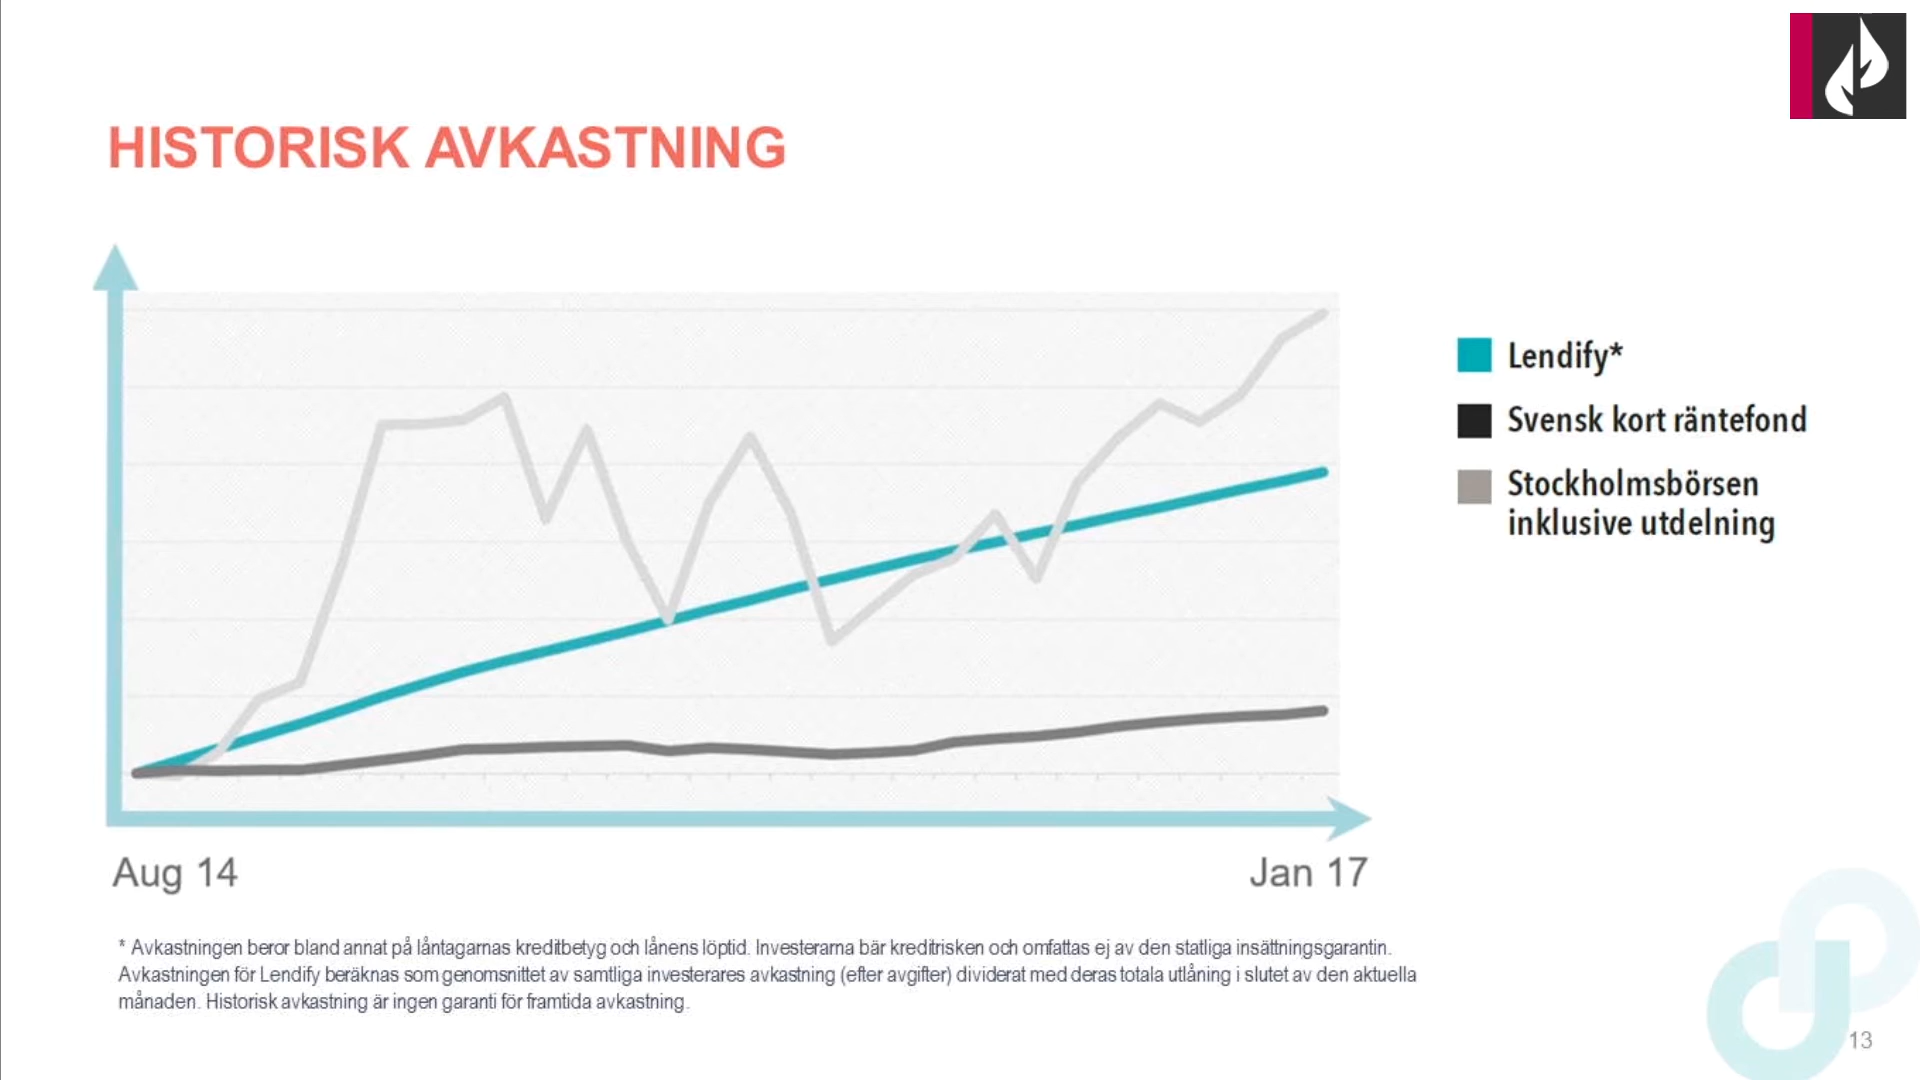 HISTORISK AVKASTNING
Lendify*
Svensk kort räntefond
Stockholmsbörsen
inklusive utdelning
Aug 14
Jan 17
* Avkastningen beror bland annat på låntagarnas kreditbetyg och lånens löptid. Investerarna bär kreditrisken och omfattas ej av den statliga insättningsgarantin.
Avkastningen för Lendify beräknas som genomsnittet av samtliga investerares avkastning (efter avgifter) dividerat med deras totala utlåning i slutet av den aktuella
månaden. Historisk avkastning är ingen garanti för framtida avkastning.
13